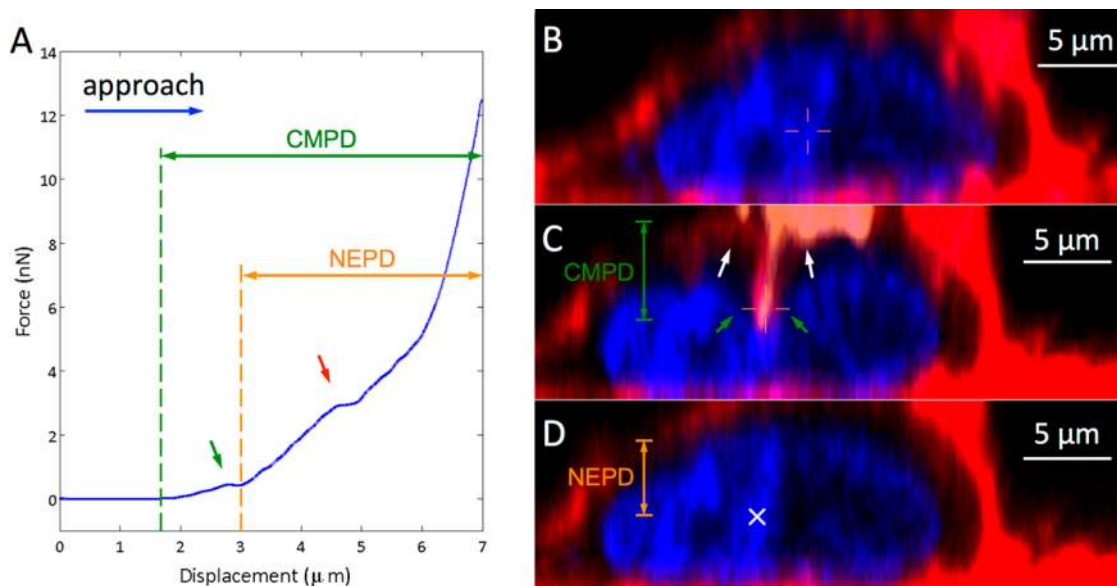 A
approach
CMPD
NEPD
Force (nN)
14
12
10
8
6
4
2
0
0 1 2 3 4 5 6 7
Displacement (μ m)
B
5 μm
C
5 μm
CMPD
D
5 μm
NEPD